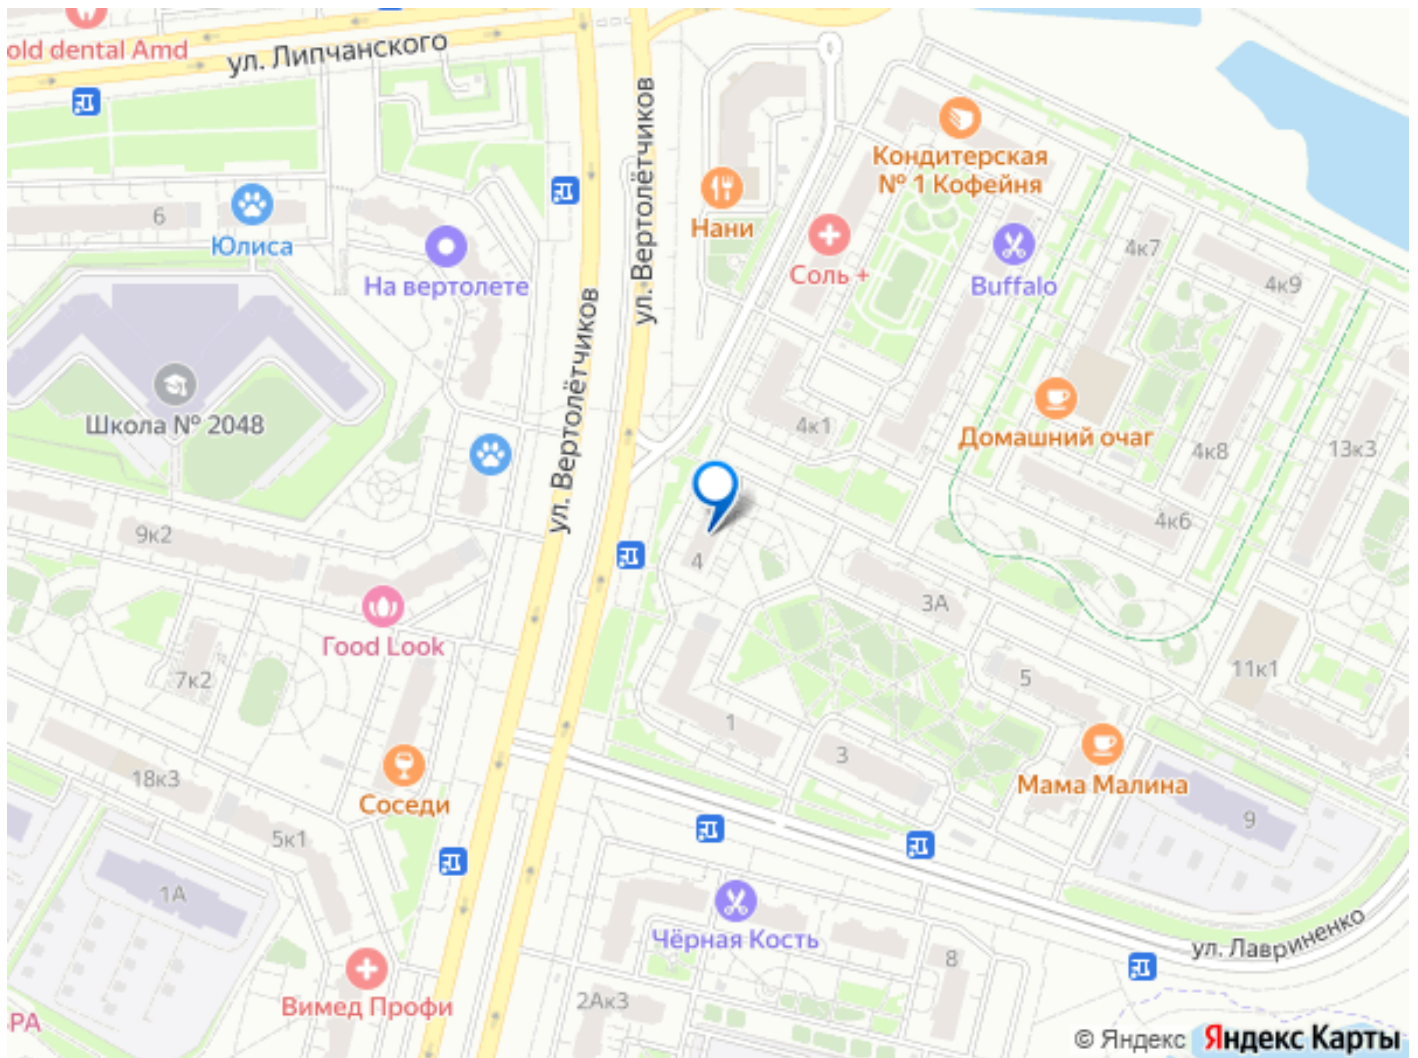 old dental Amd
ул. Липчанского
ул. Вертолётчиков
Кондитерская
№ 1 Кофейня
6
Юлиса
Нани
4к7
На вертолете
Соль +
Buffalo
4к9
ул. Вертолётчиков
Школа № 2048
4к1
Домашний очаг
4к8
13к3
9к2
4к6
4
3А
Гood Look
7к2
5
11к1
1
3
18к3
Соседи
Мама Малина
5к1
9
1А
Чёрная Кость
ул. Лавриненко
8
Вимед Профи
2Ак3
РА
© Яндекс Яндекс Карты